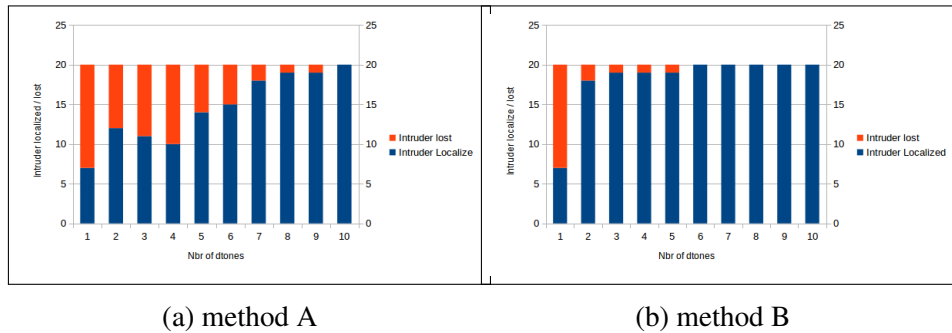 25
20
15
10
5
0
25
20
15
10
5
0
Intruder localized / lost
1 2 3 4 5 6 7 8 9 10
Nbr of dtones
Intruder lost
Intruder Localize
(a) method A
25
20
15
10
5
0
25
20
15
10
5
0
Intruder localize / lost
1 2 3 4 5 6 7 8 9 10
Nbr of dtones
Intruder lost
Intruder Localized
(b) method B